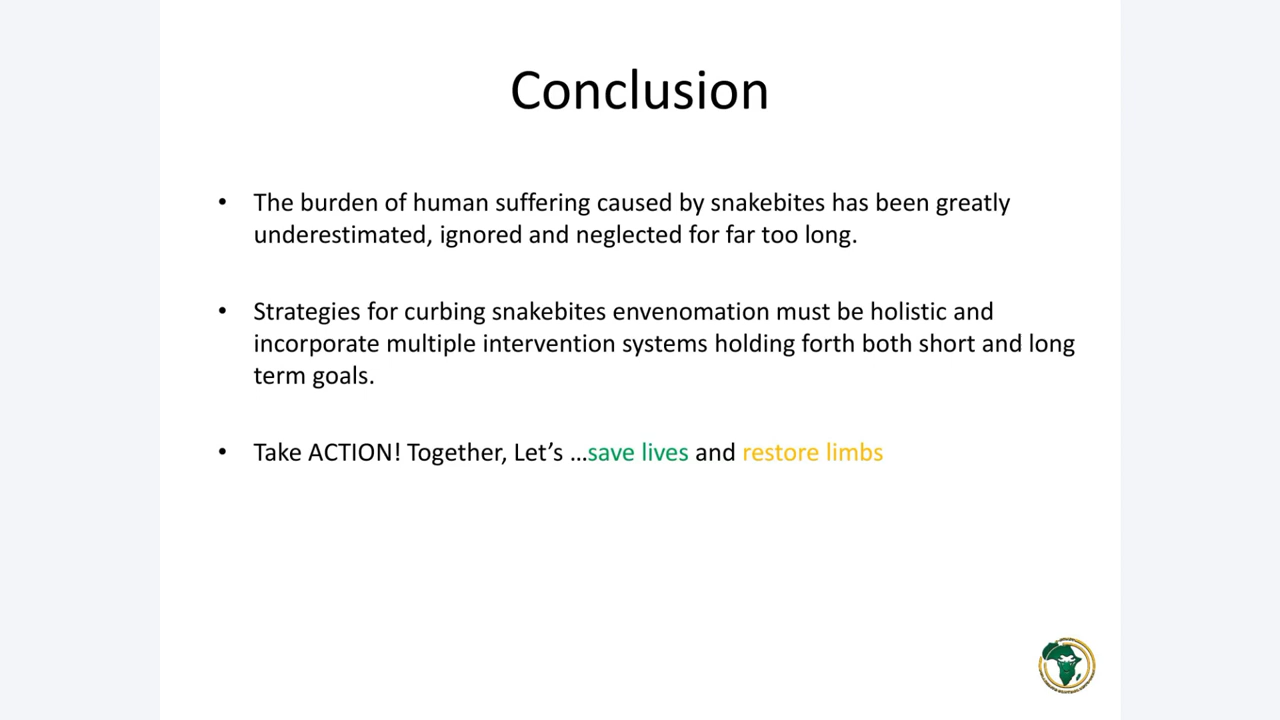 Conclusion
• The burden of human suffering caused by snakebites has been greatly
underestimated, ignored and neglected for far too long.
• Strategies for curbing snakebites envenomation must be holistic and
incorporate multiple intervention systems holding forth both short and long
term goals.
• Take ACTION! Together, Let’s …save lives and restore limbs